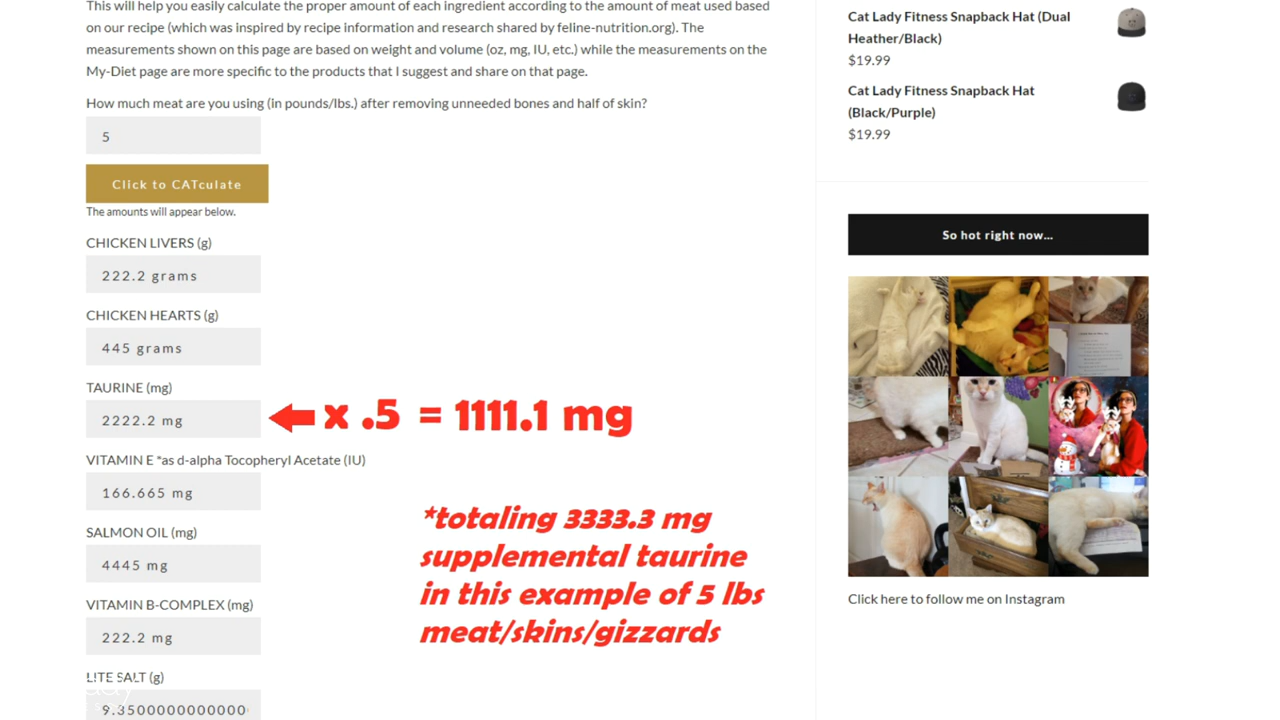 This will help you easily calculate the proper amount of each ingredient according to the amount of meat used based
on our recipe (which was inspired by recipe information and research shared by feline-nutrition.org). The
measurements shown on this page are based on weight and volume (oz, mg, IU, etc.) while the measurements on the
My-Diet page are more specific to the products that I suggest and share on that page.
How much meat are you using (in pounds/lbs.) after removing unneeded bones and half of skin?
5
Click to CATculate
The amounts will appear below.
CHICKEN LIVERS (g)
222.2 grams
CHICKEN HEARTS (g)
445 grams
TAURINE (mg)
2222.2 mg
x .5 = 1111.1 mg
VITAMIN E *as d-alpha Tocopheryl Acetate (IU)
166.665 mg
*totaling 3333.3 mg
supplemental taurine
in this example of 5 lbs
meat/skins/gizzards
SALMON OIL (mg)
4445 mg
VITAMIN B-COMPLEX (mg)
222.2 mg
LITE SALT (g)
9.3500000000000
Cat Lady Fitness Snapback Hat (Dual
Heather/Black)
$19.99
Cat Lady Fitness Snapback Hat
(Black/Purple)
$19.99
So hot right now...
Click here to follow me on Instagram